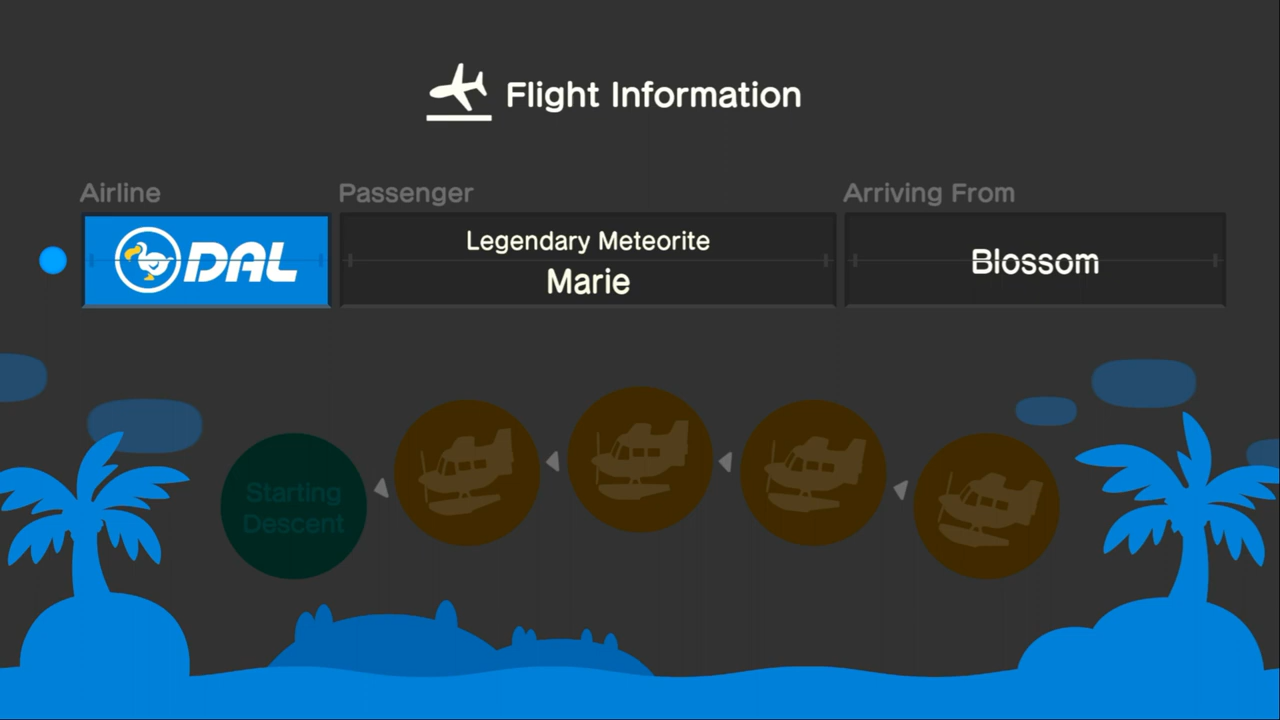 Flight Information
Airline
Passenger
Arriving From
DAL
Legendary Meteorite
Marie
Blossom
Starting
Descent